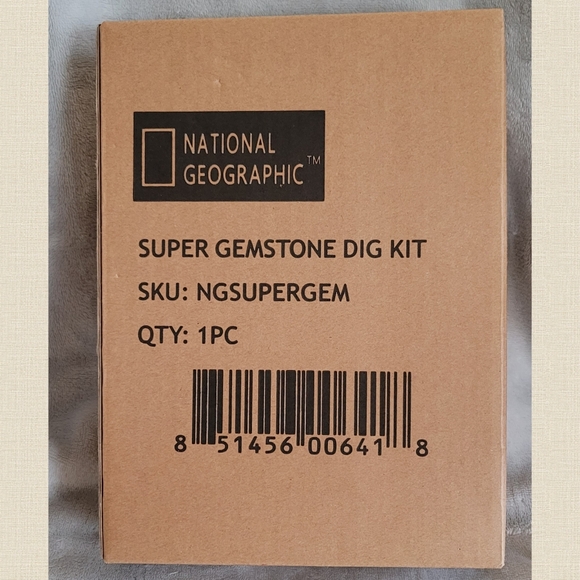 NATIONAL
GEOGRAPHIC™
SUPER GEMSTONE DIG KIT
SKU: NGSUPERGEM
QTY: 1PC
8 51456 00641 8